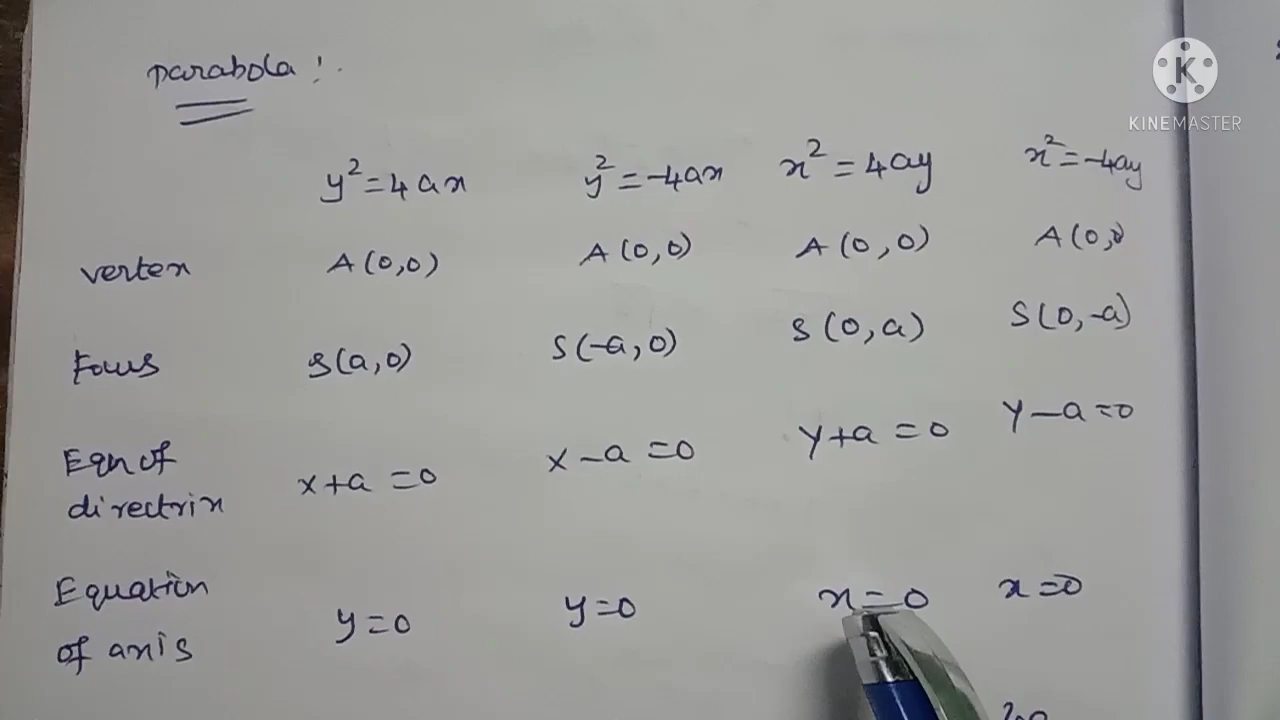 parabola :
K
KINEMASTER
y² = 4ax y² = -4ax x² = 4ay x² = -4ay
vertex A(0,0) A(0,0) A(0,0) A(0,0)
Focus S(a,0) S(-a,0) S(0,a) S(0,-a)
Eqn of
directrix x+a=0 x-a=0 y+a=0 y-a=0
Equation
of axis y=0 y=0 x=0 x=0